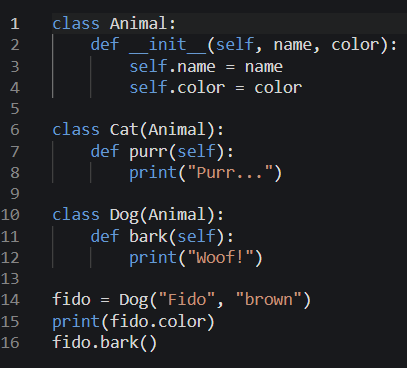 1 class Animal:
2     def __init__(self, name, color):
3         self.name = name
4         self.color = color
5
6 class Cat(Animal):
7     def purr(self):
8         print("Purr...")
9
10 class Dog(Animal):
11     def bark(self):
12         print("Woof!")
13
14 fido = Dog("Fido", "brown")
15 print(fido.color)
16 fido.bark()